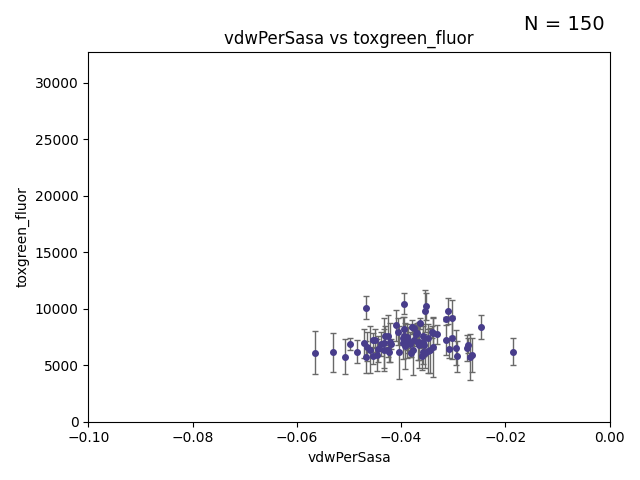 N = 150
vdwPerSasa vs toxgreen_fluor
30000
25000
20000
15000
10000
5000
0
toxgreen_fluor
−0.10 −0.08 −0.06 −0.04 −0.02 0.00
vdwPerSasa